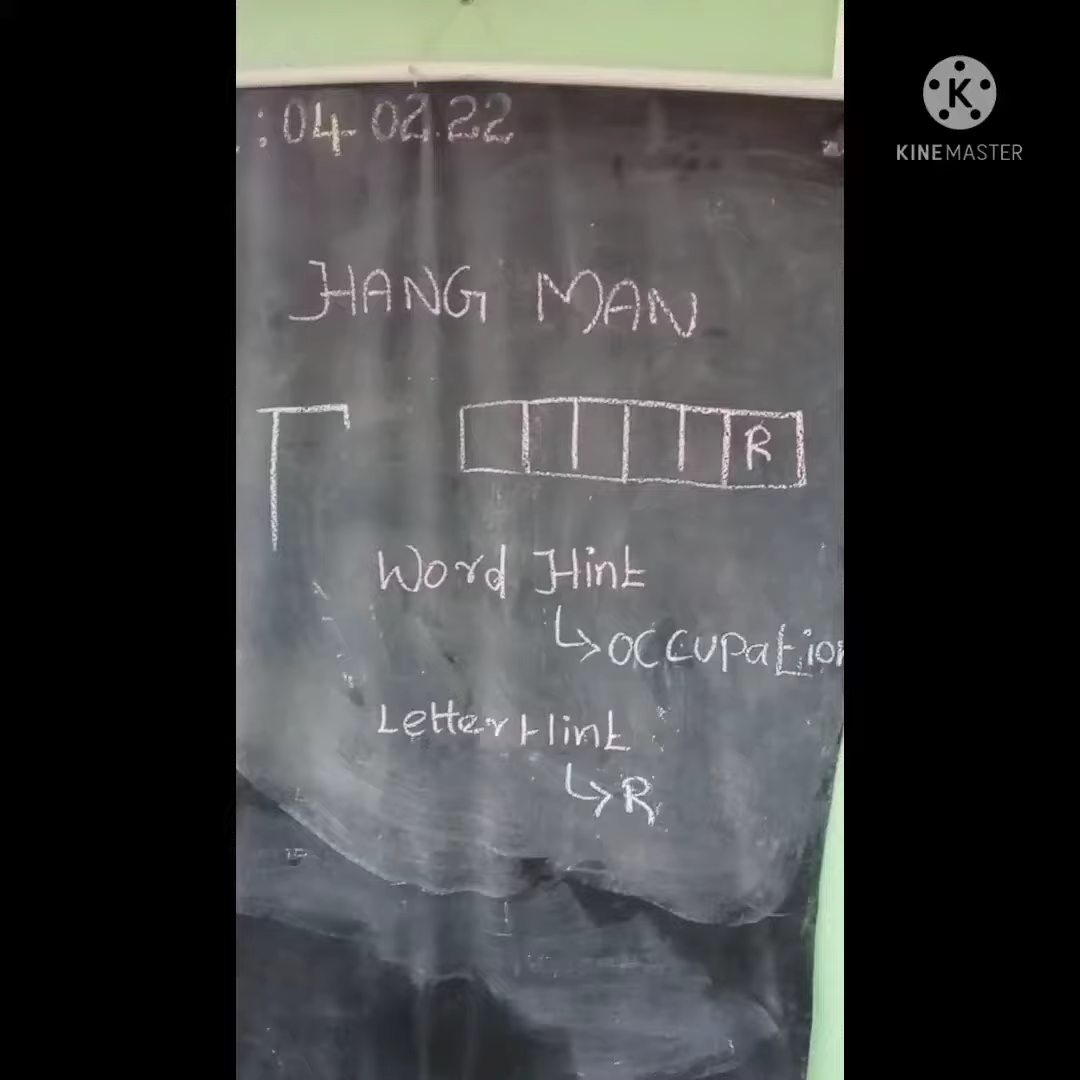 : 04 02.22
KINEMASTER
HANG MAN
R
Word Hint
↳ occupation
Letter Hint
↳ R